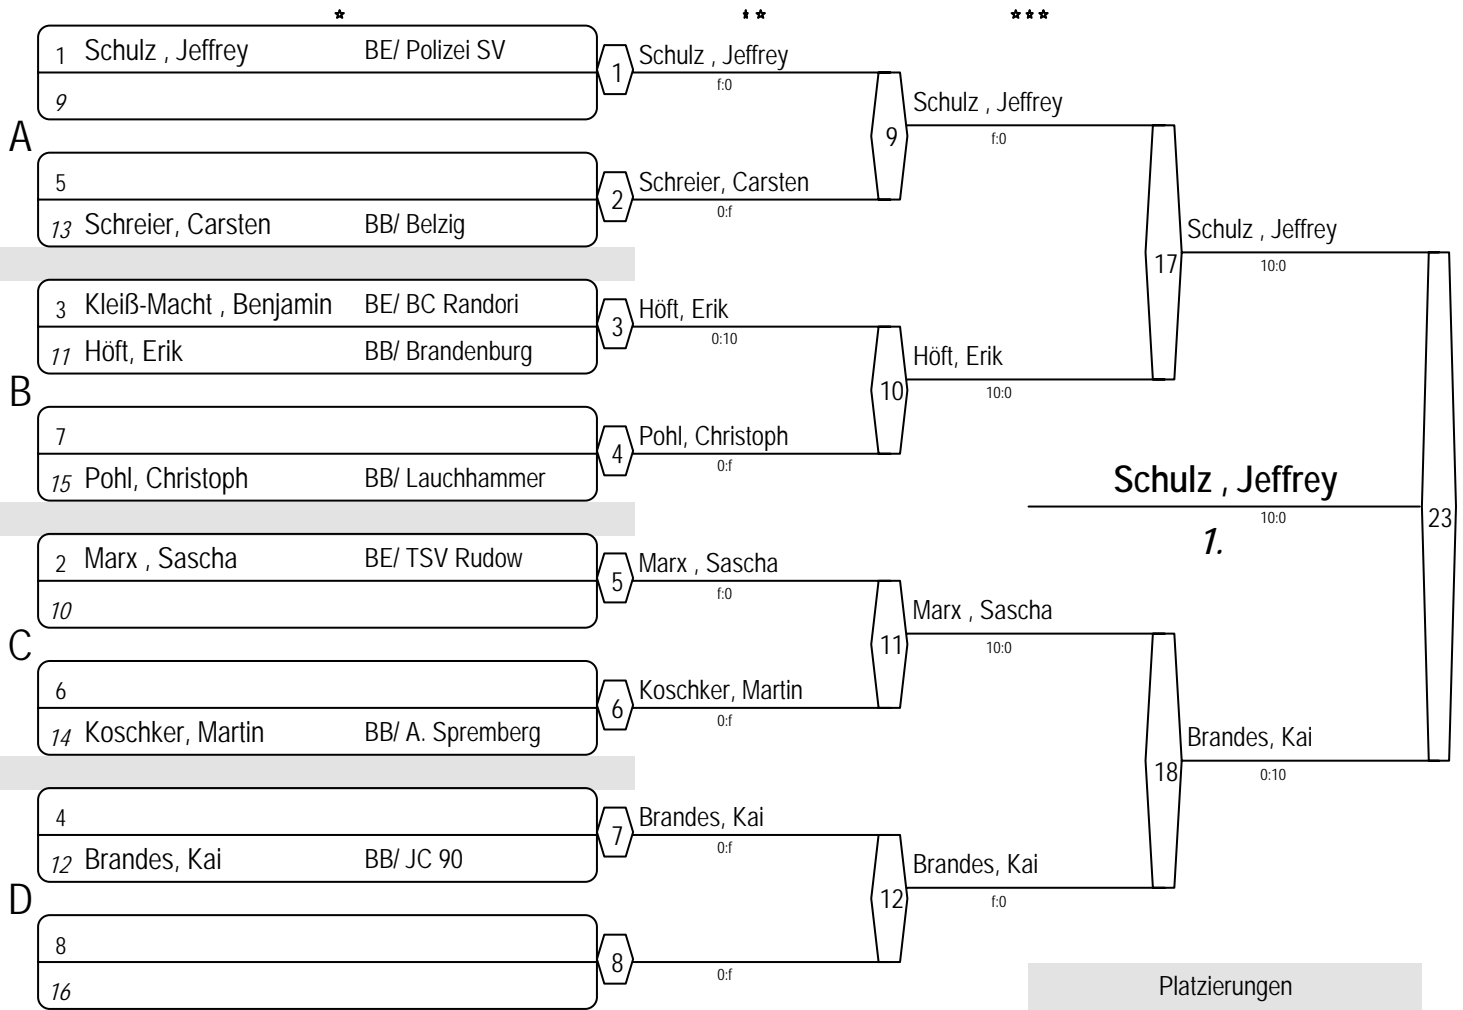 * ** ***
1 Schulz , Jeffrey BE/ Polizei SV
9
1
Schulz , Jeffrey
f:0
A
5
13 Schreier, Carsten BB/ Belzig
2
Schreier, Carsten
0:f
9
Schulz , Jeffrey
f:0
3 Kleiß-Macht , Benjamin BE/ BC Randori
11 Höft, Erik BB/ Brandenburg
3
Höft, Erik
0:10
B
7
15 Pohl, Christoph BB/ Lauchhammer
4
Pohl, Christoph
0:f
10
Höft, Erik
10:0
17
Schulz , Jeffrey
10:0
2 Marx , Sascha BE/ TSV Rudow
10
5
Marx , Sascha
f:0
C
6
14 Koschker, Martin BB/ A. Spremberg
6
Koschker, Martin
0:f
11
Marx , Sascha
10:0
4
12 Brandes, Kai BB/ JC 90
7
Brandes, Kai
0:f
D
8
16
8
0:f
12
Brandes, Kai
f:0
18
Brandes, Kai
0:10
23
Schulz , Jeffrey
10:0
1.
Platzierungen